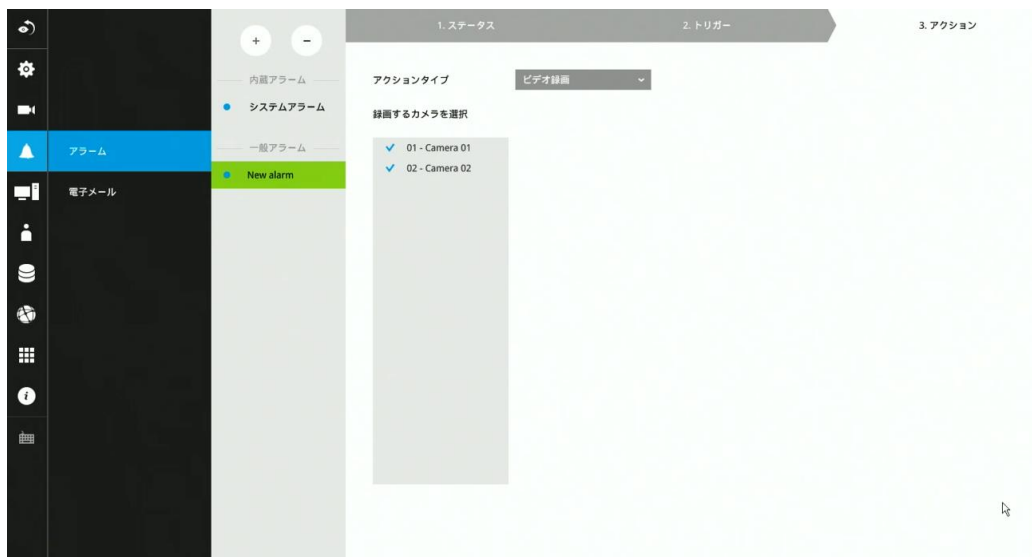 アラーム
電子メール
+ −
内蔵アラーム
システムアラーム
一般アラーム
New alarm
1. ステータス
2. トリガー
3. アクション
アクションタイプ
ビデオ録画
録画するカメラを選択
01 - Camera 01
02 - Camera 02